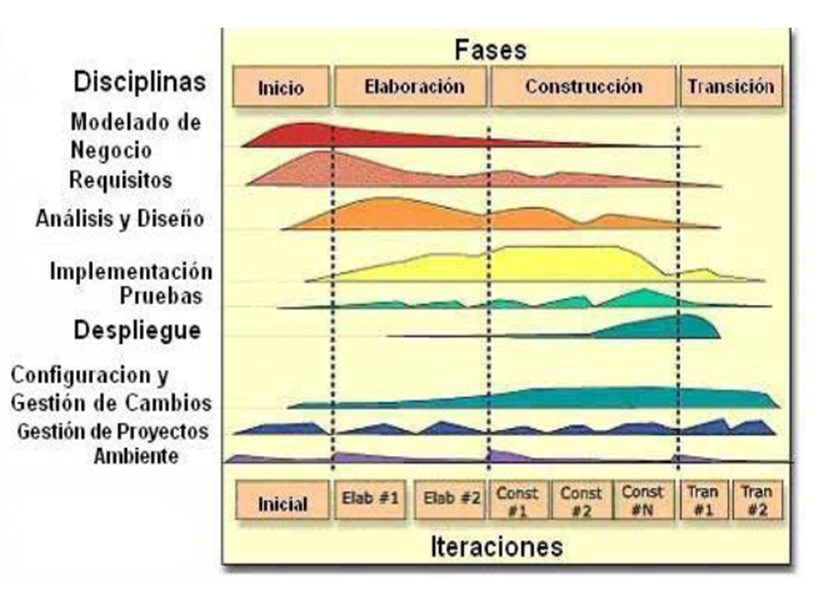 Fases
Disciplinas
Inicio
Elaboración
Construcción
Transición
Modelado de
Negocio
Requisitos
Análisis y Diseño
Implementación
Pruebas
Despliegue
Configuracion y
Gestión de Cambios
Gestión de Proyectos
Ambiente
Inicial
Elab #1
Elab #2
Const
#1
Const
#2
Const
#N
Tran
#1
Tran
#2
Iteraciones